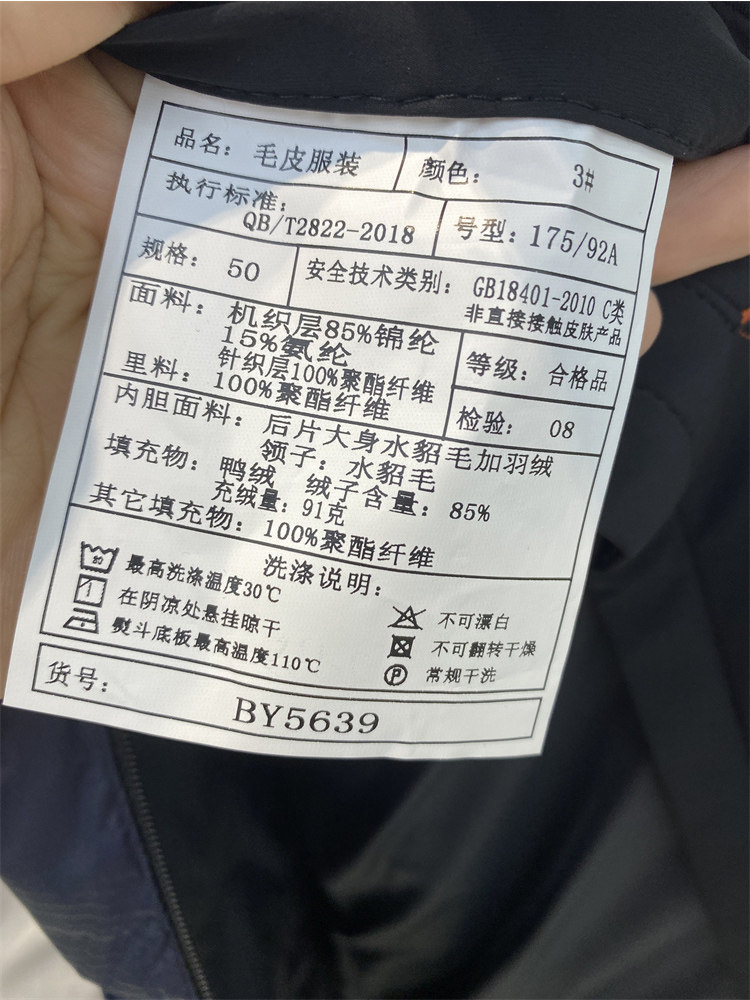 品名：毛皮服装 颜色： 3#
执行标准：
QB/T2822-2018 号型：175/92A
规格： 50 安全技术类别： GB18401-2010 C类
非直接接触皮肤产品
面料： 机织层85%锦纶
15%氨纶
针织层100%聚酯纤维
里料： 100%聚酯纤维
等级： 合格品
检验： 08
内胆面料： 后片大身水貂毛加羽绒
领子：水貂毛
填充物： 鸭绒 绒子含量： 85%
充绒量：91克
其它填充物： 100%聚酯纤维
洗涤说明：
30 最高洗涤温度30℃
在阴凉处悬挂晾干
熨斗底板最高温度110℃
不可漂白
不可翻转干燥
P 常规干洗
货号： BY5639